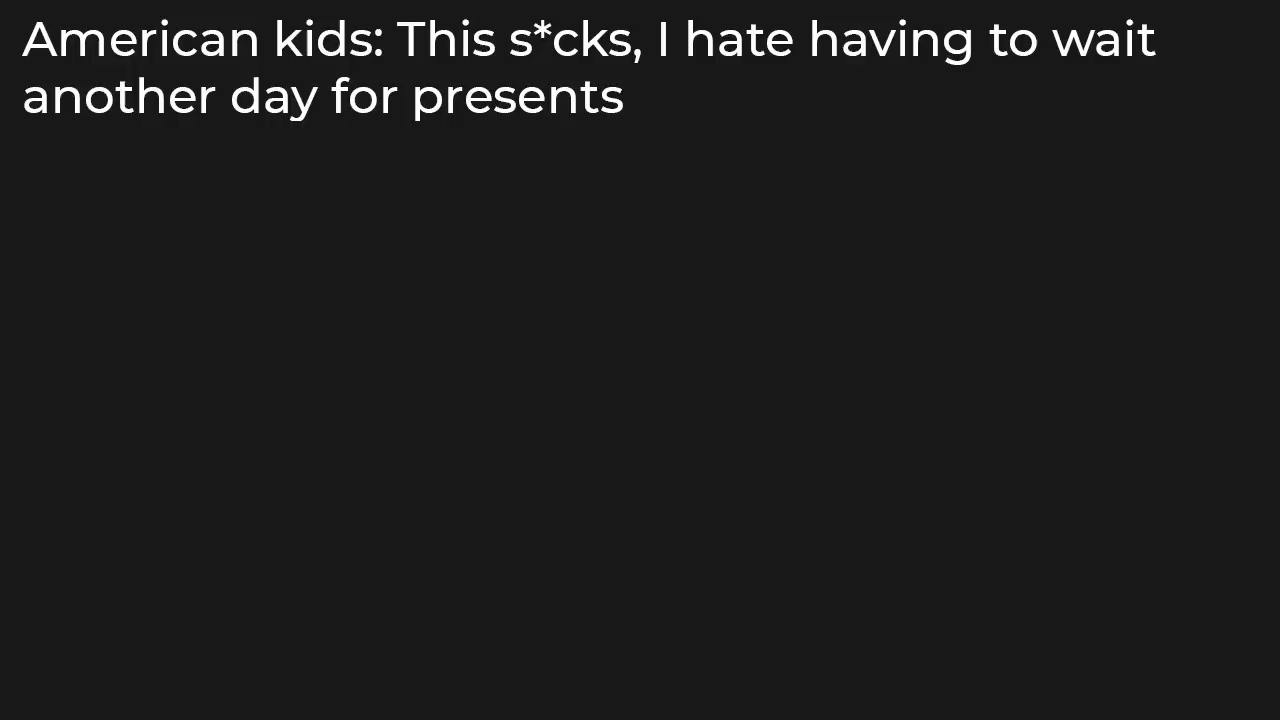 American kids: This s*cks, I hate having to wait
another day for presents